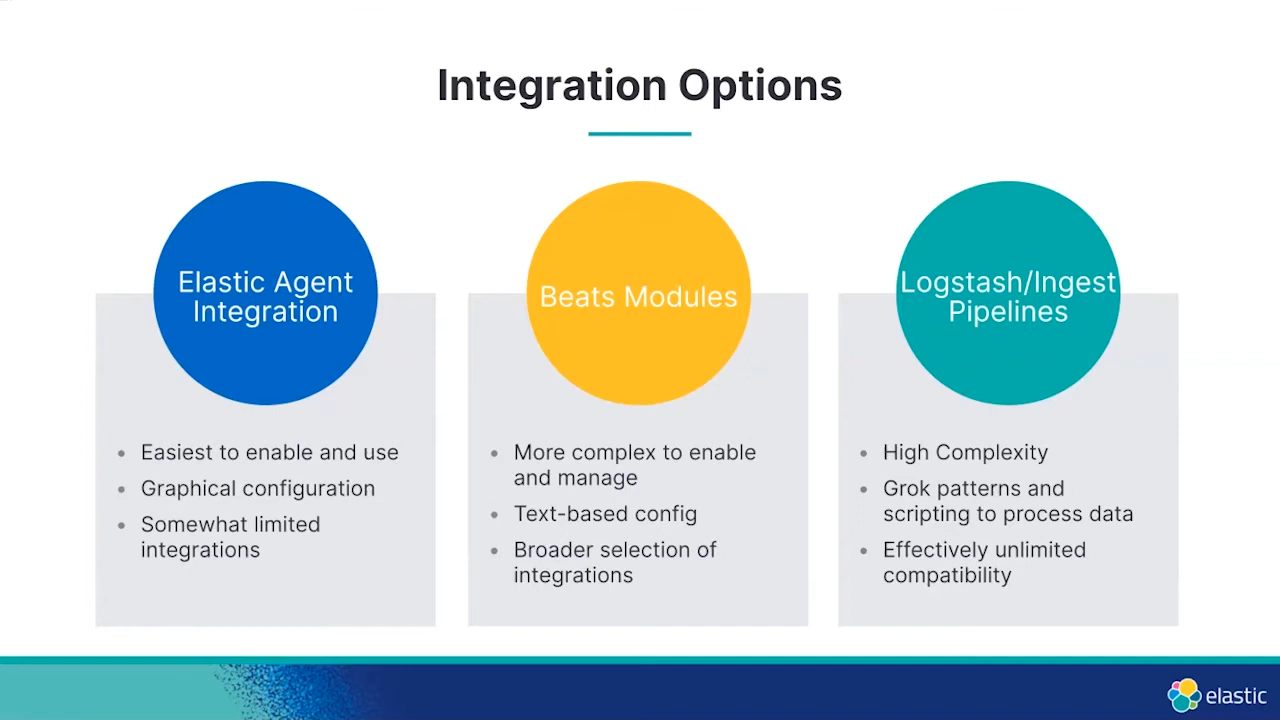 Integration Options
Elastic Agent
Integration
• Easiest to enable and use
• Graphical configuration
• Somewhat limited
integrations
Beats Modules
• More complex to enable
and manage
• Text-based config
• Broader selection of
integrations
Logstash/Ingest
Pipelines
• High Complexity
• Grok patterns and
scripting to process data
• Effectively unlimited
compatibility
elastic